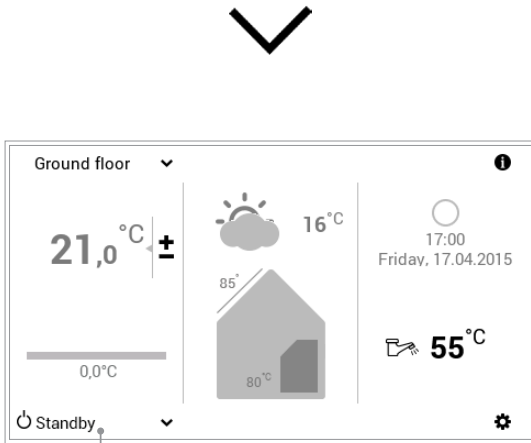 Ground floor
21,0°C
±
0,0°C
Standby
16°C
85°
80°C
i
17:00
Friday, 17.04.2015
55°C